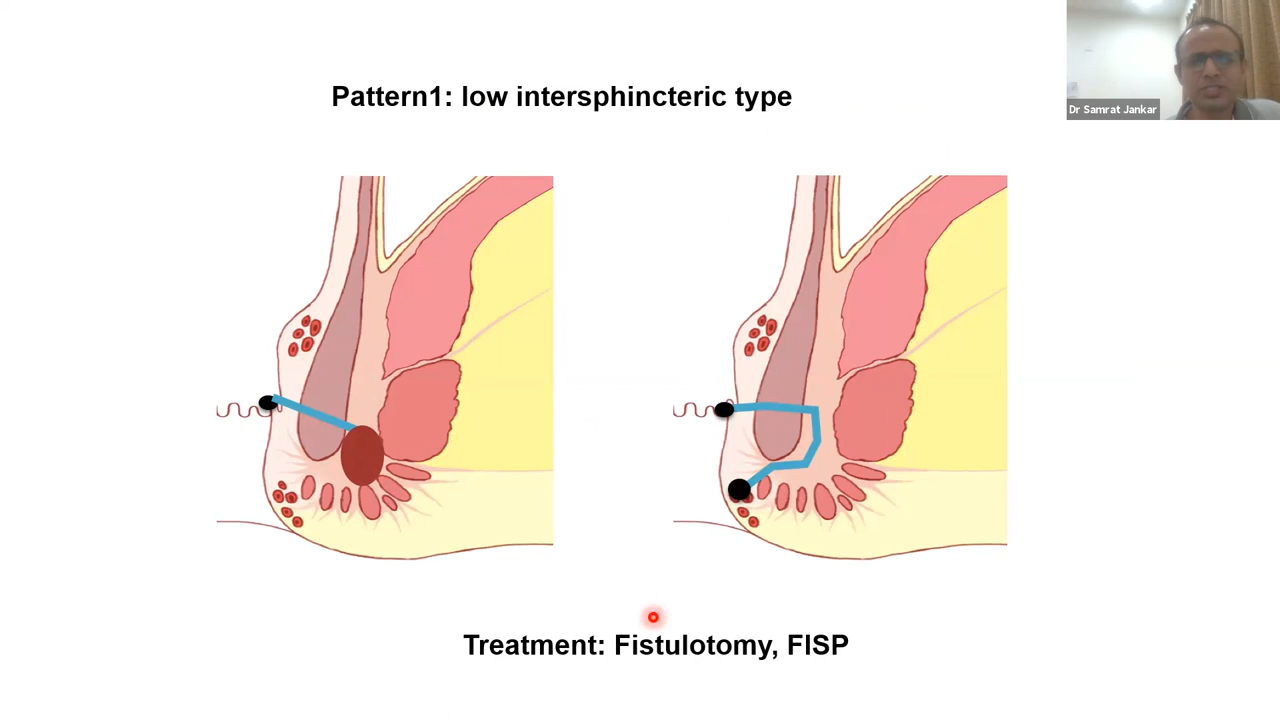 Pattern1: low intersphincteric type
Dr Samrat Jankar
Treatment: Fistulotomy, FISP